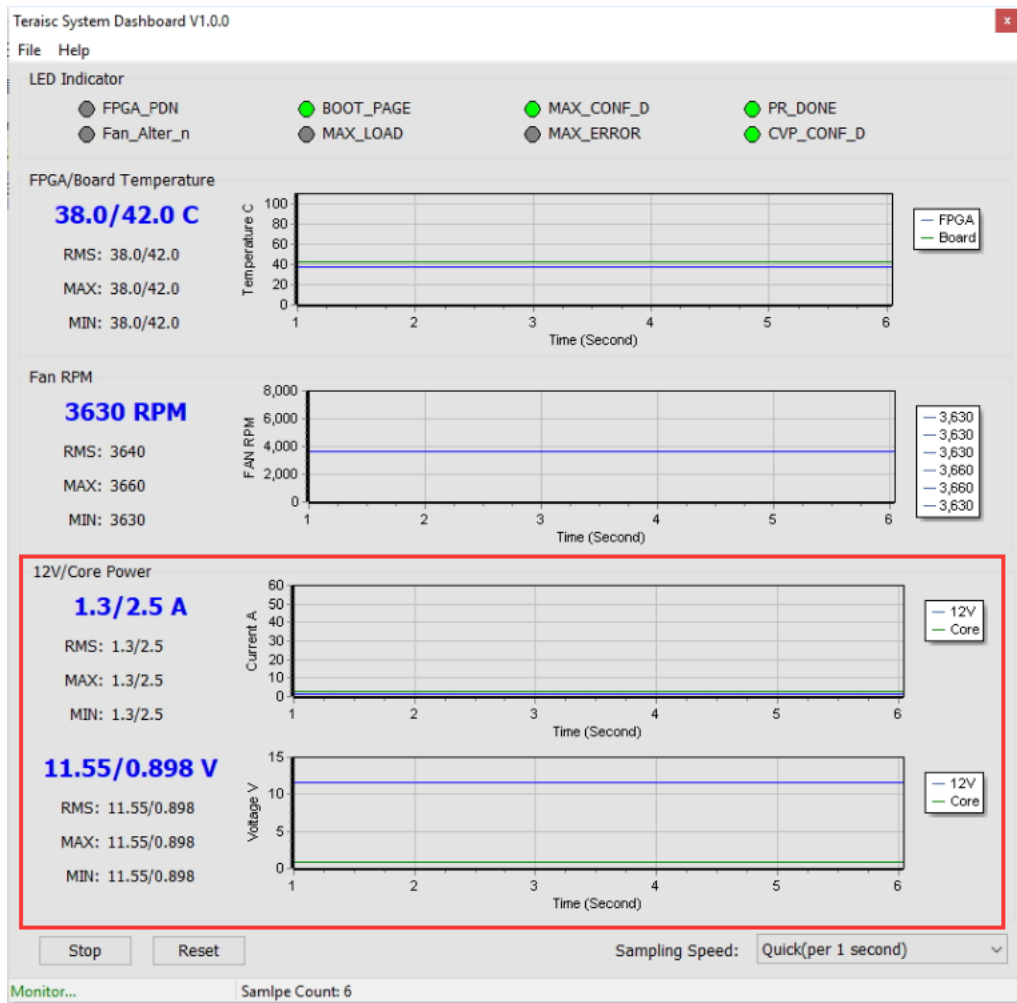 Teraisc System Dashboard V1.0.0
x
File Help
LED Indicator
FPGA_PDN BOOT_PAGE MAX_CONF_D PR_DONE
Fan_Alter_n MAX_LOAD MAX_ERROR CVP_CONF_D
FPGA/Board Temperature
38.0/42.0 C
RMS: 38.0/42.0
MAX: 38.0/42.0
MIN: 38.0/42.0
Temperature C
100
80
60
40
20
0
1 2 3 4 5 6
Time (Second)
FPGA
Board
Fan RPM
3630 RPM
RMS: 3640
MAX: 3660
MIN: 3630
FAN RPM
8,000
6,000
4,000
2,000
0
1 2 3 4 5 6
Time (Second)
3,630
3,630
3,630
3,660
3,660
3,630
12V/Core Power
1.3/2.5 A
RMS: 1.3/2.5
MAX: 1.3/2.5
MIN: 1.3/2.5
Current A
60
50
40
30
20
10
0
1 2 3 4 5 6
Time (Second)
12V
Core
11.55/0.898 V
RMS: 11.55/0.898
MAX: 11.55/0.898
MIN: 11.55/0.898
Voltage V
15
10
5
0
1 2 3 4 5 6
Time (Second)
12V
Core
Stop Reset Sampling Speed: Quick(per 1 second)
Monitor... Samlpe Count: 6